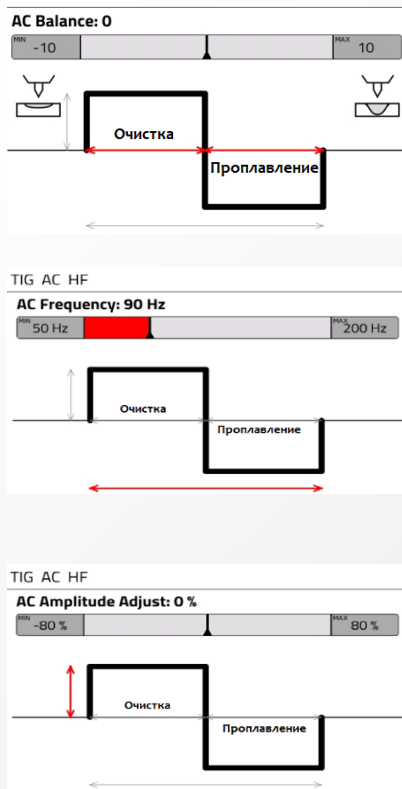 AC Balance: 0
MIN -10 MAX 10
Очистка
Проплавление
TIG AC HF
AC Frequency: 90 Hz
MIN 50 Hz MAX 200 Hz
Очистка
Проплавление
TIG AC HF
AC Amplitude Adjust: 0 %
MIN -80 % MAX 80 %
Очистка
Проплавление